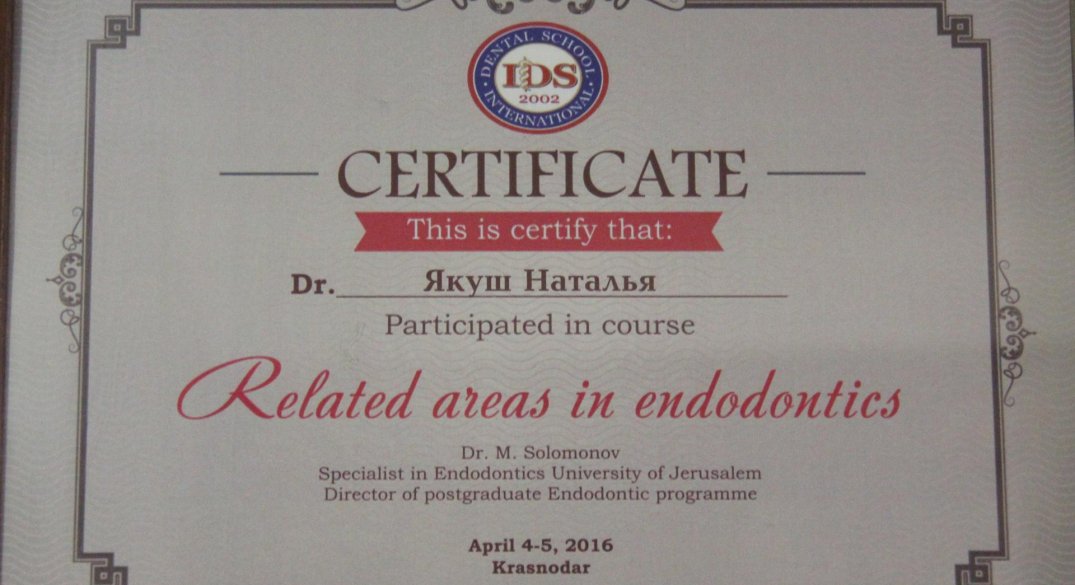 DENTAL SCHOOL
IDS
2002
INTERNATIONAL
CERTIFICATE
This is certify that:
Dr. Якуш Наталья
Participated in course
Related areas in endodontics
Dr. M. Solomonov
Specialist in Endodontics University of Jerusalem
Director of postgraduate Endodontic programme
April 4-5, 2016
Krasnodar